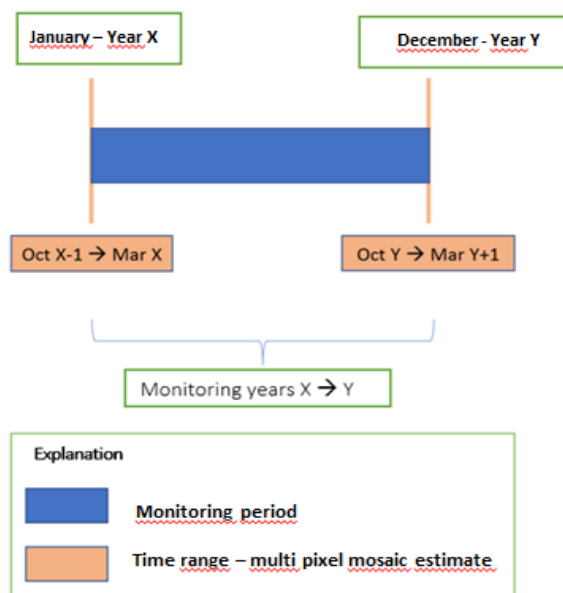 January – Year X
December - Year Y
Oct X-1 → Mar X
Oct Y → Mar Y+1
Monitoring years X → Y
Explanation
Monitoring period
Time range – multi pixel mosaic estimate